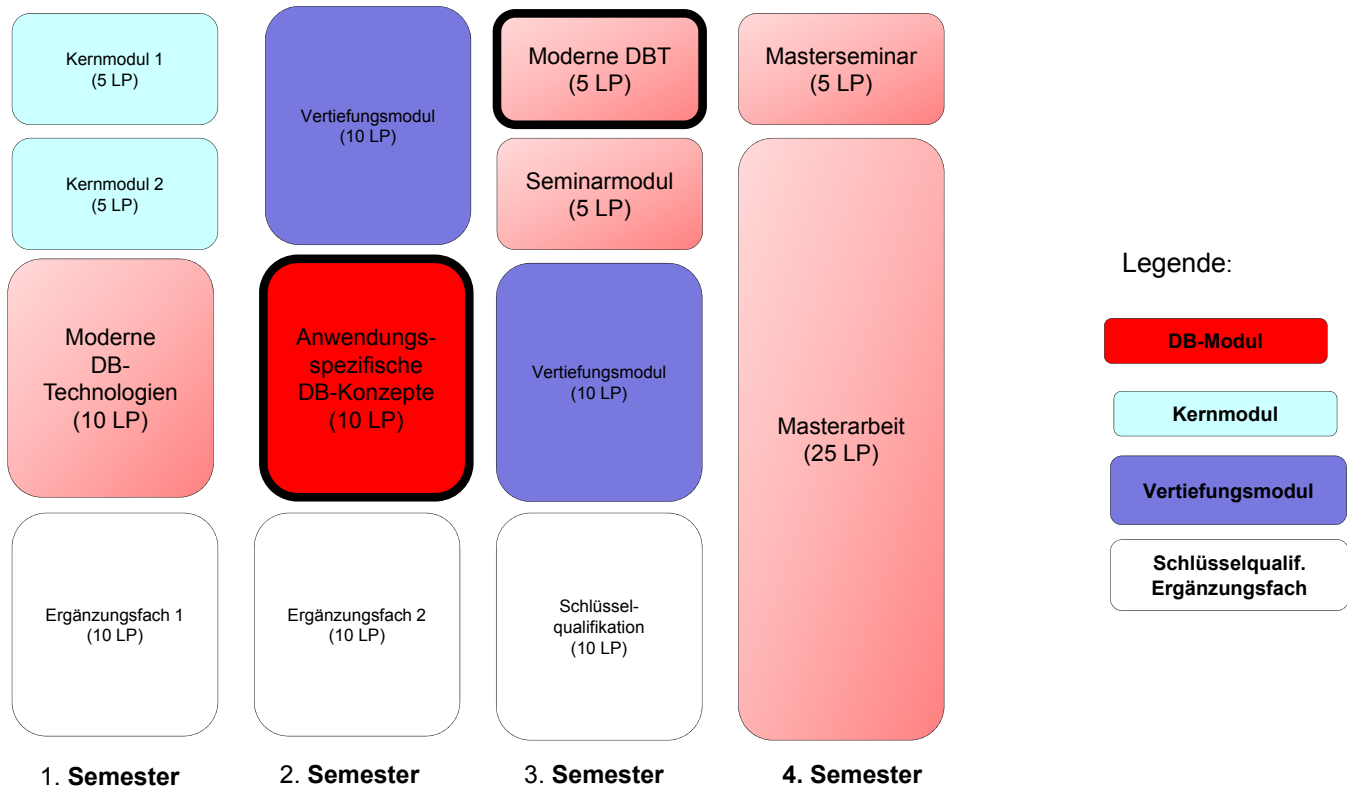 Kernmodul 1
(5 LP)
Kernmodul 2
(5 LP)
Moderne
DB-
Technologien
(10 LP)
Ergänzungsfach 1
(10 LP)
1. Semester
Vertiefungsmodul
(10 LP)
Anwendungs-
spezifische
DB-Konzepte
(10 LP)
Ergänzungsfach 2
(10 LP)
2. Semester
Moderne DBT
(5 LP)
Seminarmodul
(5 LP)
Vertiefungsmodul
(10 LP)
Schlüssel-
qualifikation
(10 LP)
3. Semester
Masterseminar
(5 LP)
Masterarbeit
(25 LP)
4. Semester
Legende:
DB-Modul
Kernmodul
Vertiefungsmodul
Schlüsselqualif.
Ergänzungsfach